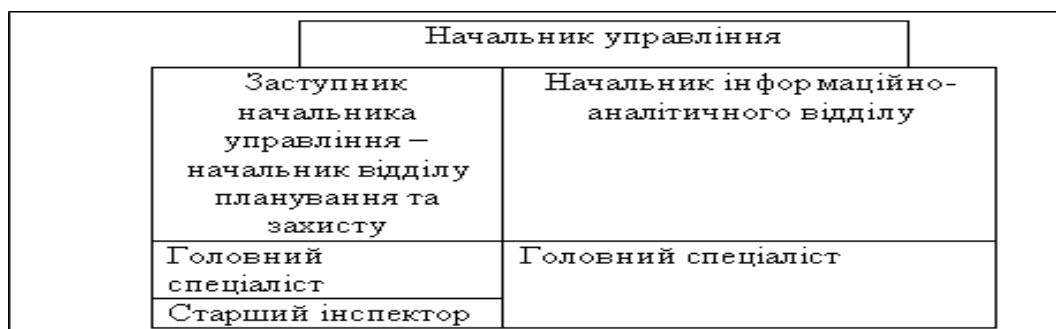 Начальник управління
Заступник
начальника
управління –
начальник відділу
планування та
захисту
Начальник інформаційно-
аналітичного відділу
Головний
спеціаліст
Головний спеціаліст
Старший інспектор